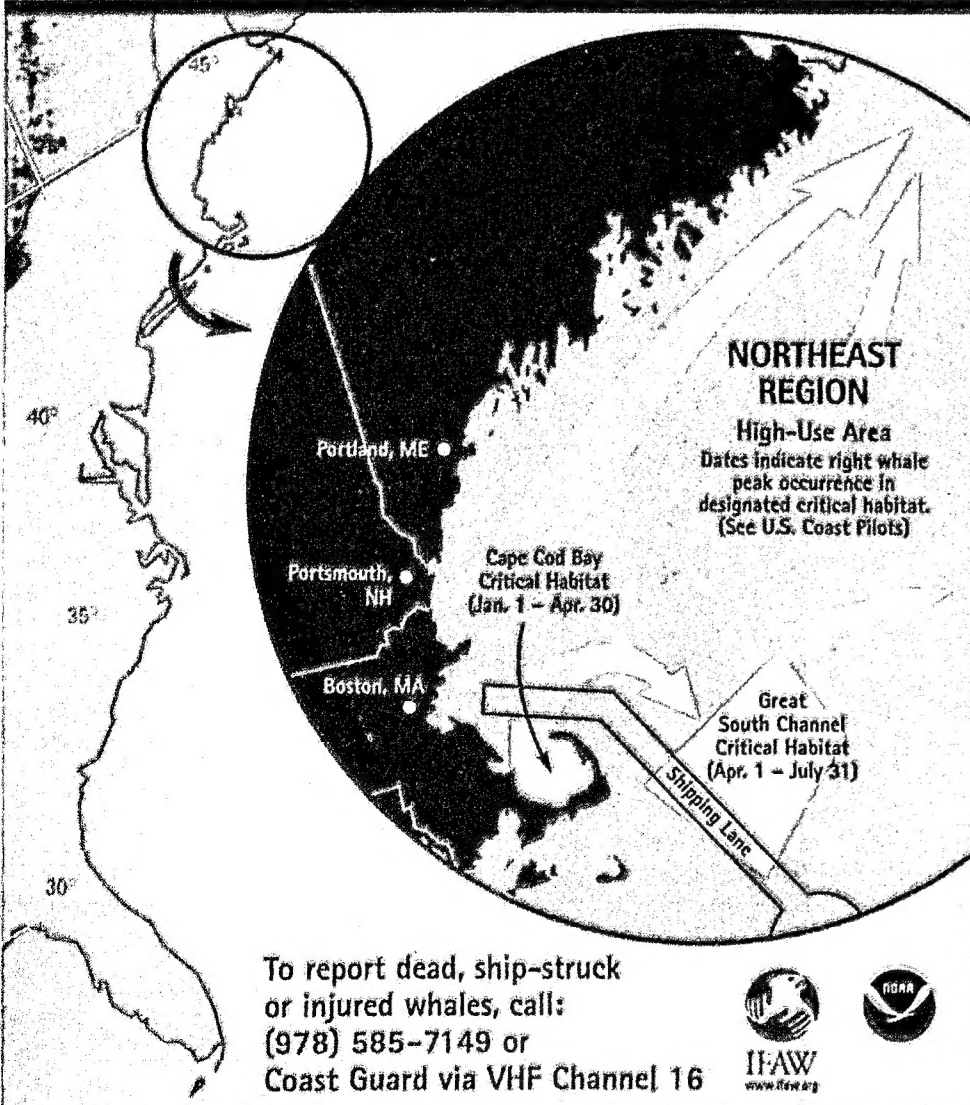 45°
40°
35°
30°
NORTHEAST
REGION
High-Use Area
Dates indicate right whale
peak occurrence in
designated critical habitat.
(See U.S. Coast Pilots)
Portland, ME
Portsmouth,
NH
Boston, MA
Cape Cod Bay
Critical Habitat
(Jan. 1 – Apr. 30)
Great
South Channel
Critical Habitat
(Apr. 1 – July 31)
Shipping Lane
To report dead, ship-struck
or injured whales, call:
(978) 585-7149 or
Coast Guard via VHF Channel 16
IFAW
www.ifaw.org
NOAA